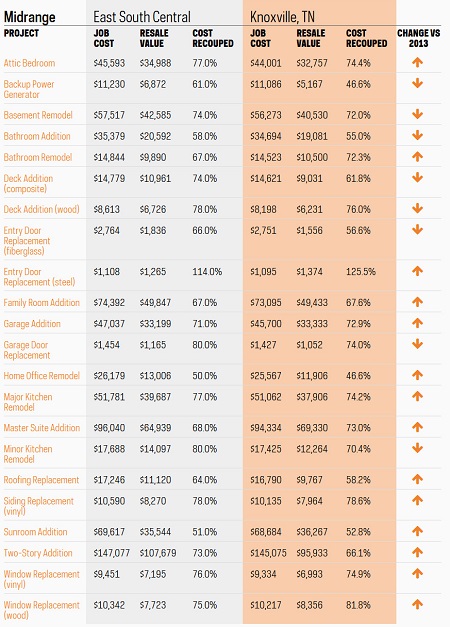 Midrange East South Central Knoxville, TN
PROJECT JOB COST RESALE VALUE COST RECOUPED JOB COST RESALE VALUE COST RECOUPED CHANGE VS 2013
Attic Bedroom $45,593 $34,988 77.0% $44,001 $32,757 74.4%
Backup Power Generator $11,230 $6,872 61.0% $11,086 $5,167 46.6%
Basement Remodel $57,517 $42,585 74.0% $56,273 $40,530 72.0%
Bathroom Addition $35,379 $20,592 58.0% $34,694 $19,081 55.0%
Bathroom Remodel $14,844 $9,890 67.0% $14,523 $10,500 72.3%
Deck Addition (composite) $14,779 $10,961 74.0% $14,621 $9,031 61.8%
Deck Addition (wood) $8,613 $6,726 78.0% $8,198 $6,231 76.0%
Entry Door Replacement (fiberglass) $2,764 $1,836 66.0% $2,751 $1,556 56.6%
Entry Door Replacement (steel) $1,108 $1,265 114.0% $1,095 $1,374 125.5%
Family Room Addition $74,392 $49,847 67.0% $73,095 $49,433 67.6%
Garage Addition $47,037 $33,199 71.0% $45,700 $33,333 72.9%
Garage Door Replacement $1,454 $1,165 80.0% $1,427 $1,052 74.0%
Home Office Remodel $26,179 $13,006 50.0% $25,567 $11,906 46.6%
Major Kitchen Remodel $51,781 $39,687 77.0% $51,062 $37,906 74.2%
Master Suite Addition $96,040 $64,939 68.0% $94,334 $69,330 73.0%
Minor Kitchen Remodel $17,688 $14,097 80.0% $17,425 $12,264 70.4%
Roofing Replacement $17,246 $11,120 64.0% $16,790 $9,767 58.2%
Siding Replacement (vinyl) $10,590 $8,270 78.0% $10,135 $7,964 78.6%
Sunroom Addition $69,617 $35,544 51.0% $68,684 $36,267 52.8%
Two-Story Addition $147,077 $107,679 73.0% $145,075 $95,933 66.1%
Window Replacement (vinyl) $9,451 $7,195 76.0% $9,334 $6,993 74.9%
Window Replacement (wood) $10,342 $7,723 75.0% $10,217 $8,356 81.8%